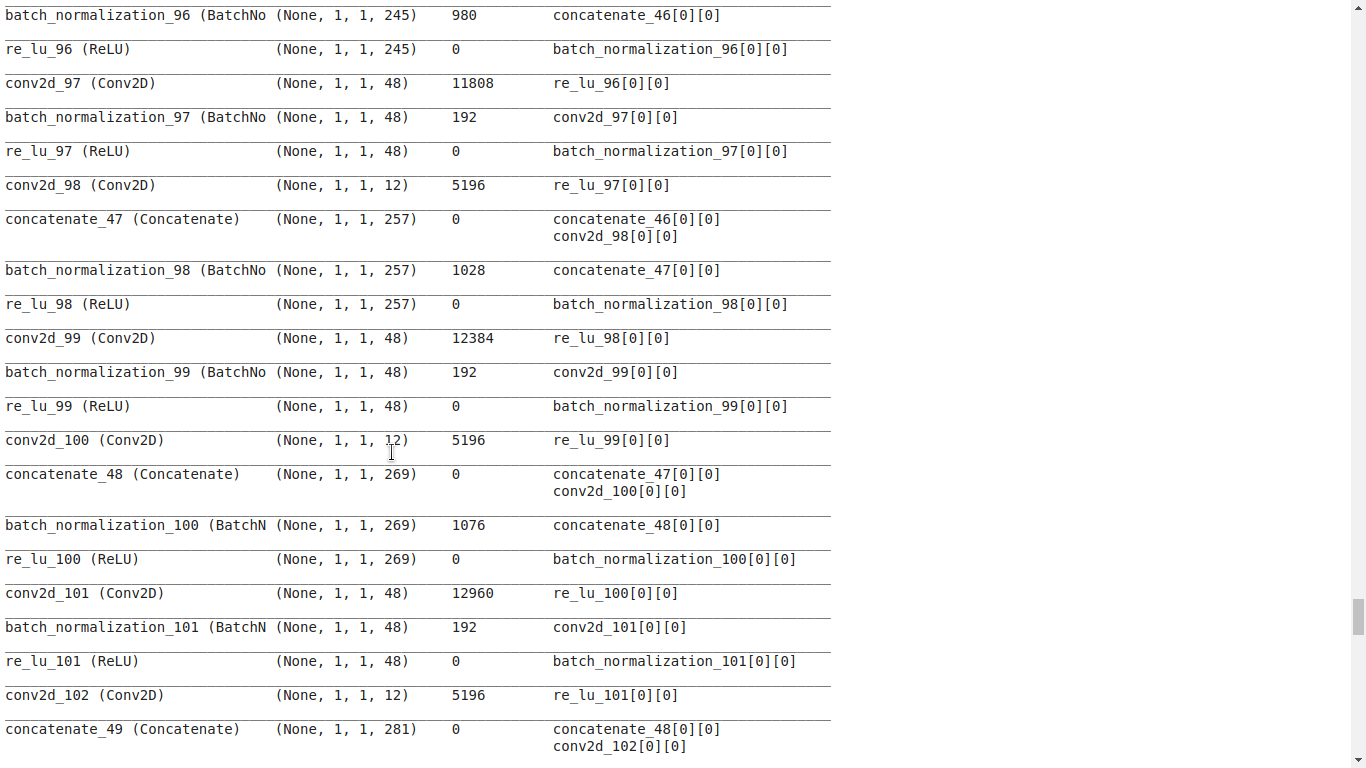 batch_normalization_96 (BatchNo (None, 1, 1, 245) 980 concatenate_46[0][0]
re_lu_96 (ReLU) (None, 1, 1, 245) 0 batch_normalization_96[0][0]
conv2d_97 (Conv2D) (None, 1, 1, 48) 11808 re_lu_96[0][0]
batch_normalization_97 (BatchNo (None, 1, 1, 48) 192 conv2d_97[0][0]
re_lu_97 (ReLU) (None, 1, 1, 48) 0 batch_normalization_97[0][0]
conv2d_98 (Conv2D) (None, 1, 1, 12) 5196 re_lu_97[0][0]
concatenate_47 (Concatenate) (None, 1, 1, 257) 0 concatenate_46[0][0]
conv2d_98[0][0]
batch_normalization_98 (BatchNo (None, 1, 1, 257) 1028 concatenate_47[0][0]
re_lu_98 (ReLU) (None, 1, 1, 257) 0 batch_normalization_98[0][0]
conv2d_99 (Conv2D) (None, 1, 1, 48) 12384 re_lu_98[0][0]
batch_normalization_99 (BatchNo (None, 1, 1, 48) 192 conv2d_99[0][0]
re_lu_99 (ReLU) (None, 1, 1, 48) 0 batch_normalization_99[0][0]
conv2d_100 (Conv2D) (None, 1, 1, 12) 5196 re_lu_99[0][0]
concatenate_48 (Concatenate) (None, 1, 1, 269) 0 concatenate_47[0][0]
conv2d_100[0][0]
batch_normalization_100 (BatchN (None, 1, 1, 269) 1076 concatenate_48[0][0]
re_lu_100 (ReLU) (None, 1, 1, 269) 0 batch_normalization_100[0][0]
conv2d_101 (Conv2D) (None, 1, 1, 48) 12960 re_lu_100[0][0]
batch_normalization_101 (BatchN (None, 1, 1, 48) 192 conv2d_101[0][0]
re_lu_101 (ReLU) (None, 1, 1, 48) 0 batch_normalization_101[0][0]
conv2d_102 (Conv2D) (None, 1, 1, 12) 5196 re_lu_101[0][0]
concatenate_49 (Concatenate) (None, 1, 1, 281) 0 concatenate_48[0][0]
conv2d_102[0][0]